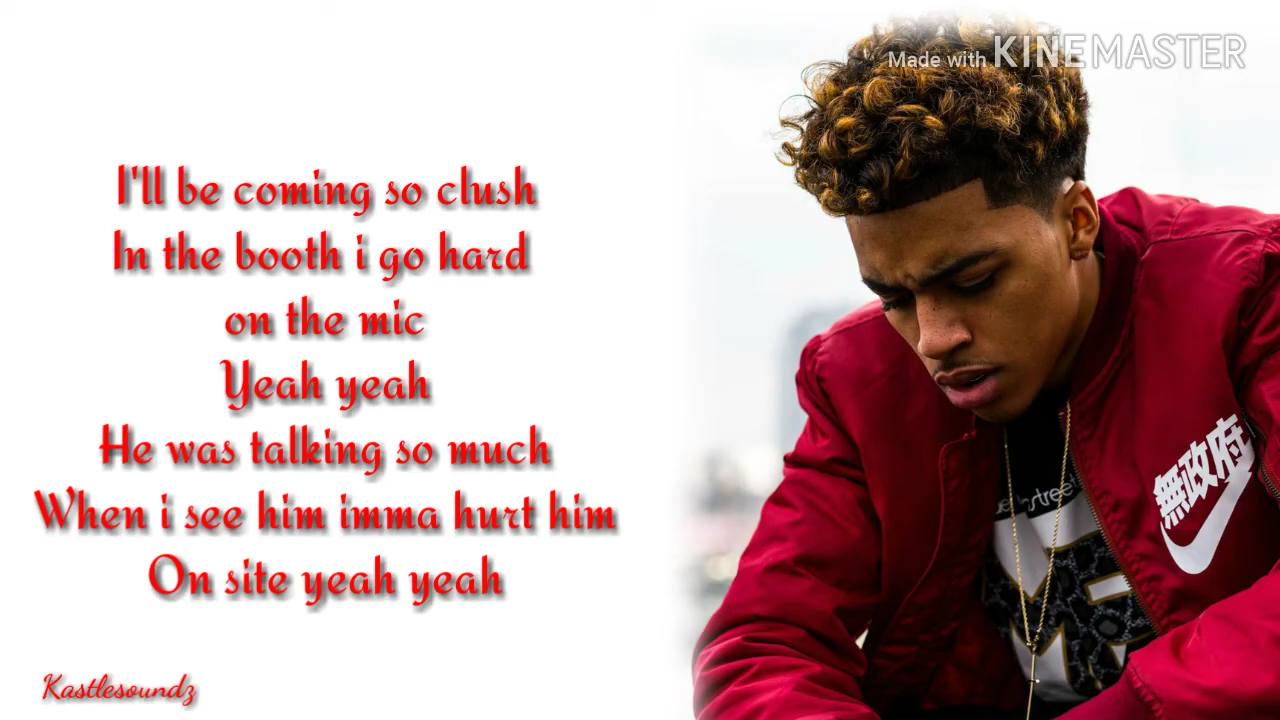 Made with KINEMASTER
I'll be coming so clush
In the booth i go hard
on the mic
Yeah yeah
He was talking so much
When i see him imma hurt him
On site yeah yeah
Kastlesoundz
無政府